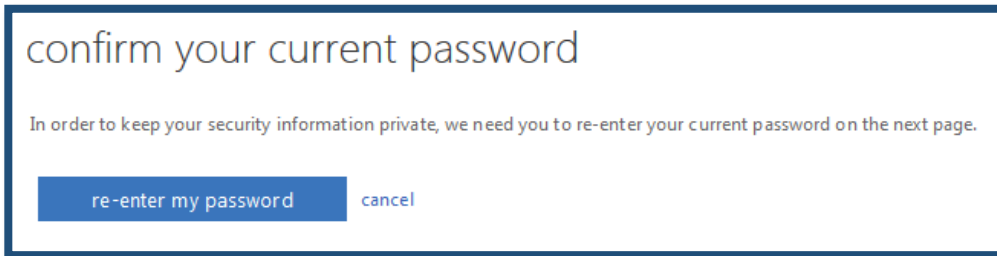 confirm your current password
In order to keep your security information private, we need you to re-enter your current password on the next page.
re-enter my password cancel